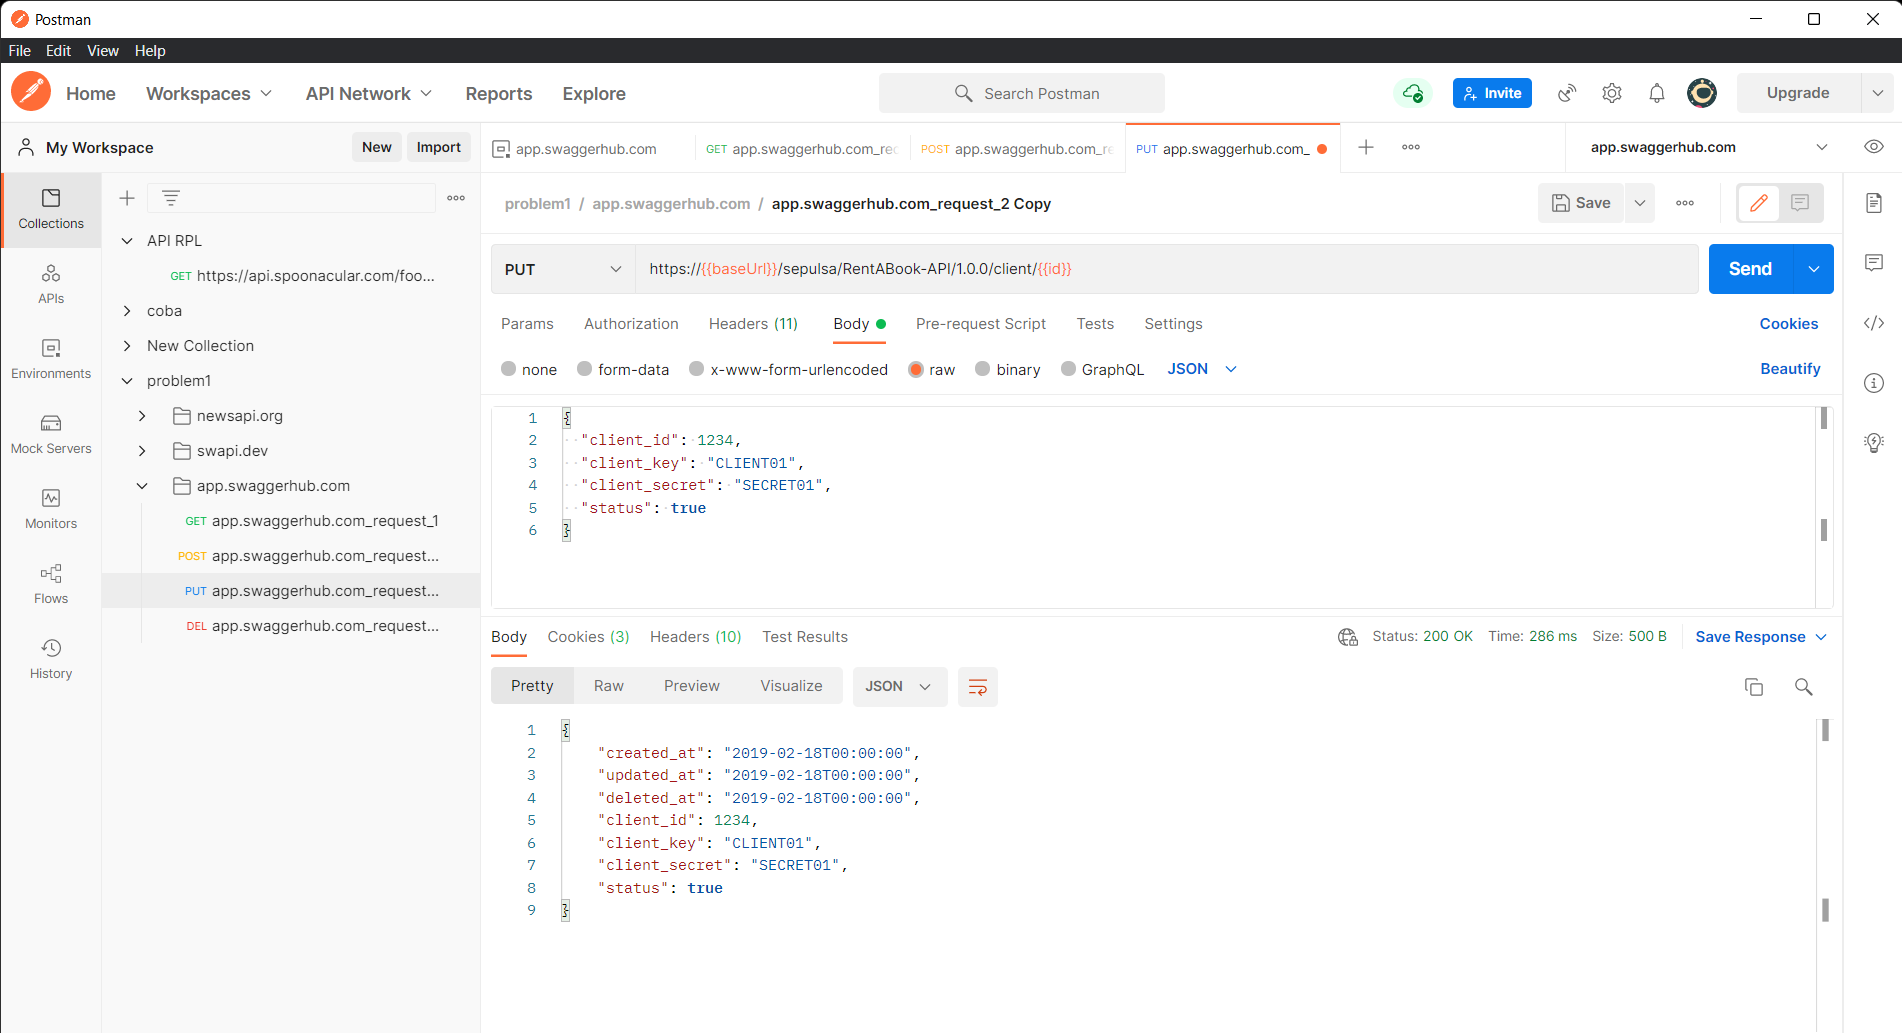 Postman
File Edit View Help
Home Workspaces API Network Reports Explore Search Postman Invite Upgrade
My Workspace New Import
app.swaggerhub.com GET app.swaggerhub.com_rec POST app.swaggerhub.com_re PUT app.swaggerhub.com_ app.swaggerhub.com
Collections
APIs
Environments
Mock Servers
Monitors
Flows
History
API RPL
GET https://api.spoonacular.com/foo...
coba
New Collection
problem1
newsapi.org
swapi.dev
app.swaggerhub.com
GET app.swaggerhub.com_request_1
POST app.swaggerhub.com_request...
PUT app.swaggerhub.com_request...
DEL app.swaggerhub.com_request...
problem1 / app.swaggerhub.com / app.swaggerhub.com_request_2 Copy Save
PUT https://{{baseUrl}}/sepulsa/RentABook-API/1.0.0/client/{{id}} Send
Params Authorization Headers (11) Body Pre-request Script Tests Settings Cookies
none form-data x-www-form-urlencoded raw binary GraphQL JSON Beautify
1 {
2 "client_id": 1234,
3 "client_key": "CLIENT01",
4 "client_secret": "SECRET01",
5 "status": true
6 }
Body Cookies (3) Headers (10) Test Results Status: 200 OK Time: 286 ms Size: 500 B Save Response
Pretty Raw Preview Visualize JSON
1 {
2 "created_at": "2019-02-18T00:00:00",
3 "updated_at": "2019-02-18T00:00:00",
4 "deleted_at": "2019-02-18T00:00:00",
5 "client_id": 1234,
6 "client_key": "CLIENT01",
7 "client_secret": "SECRET01",
8 "status": true
9 }